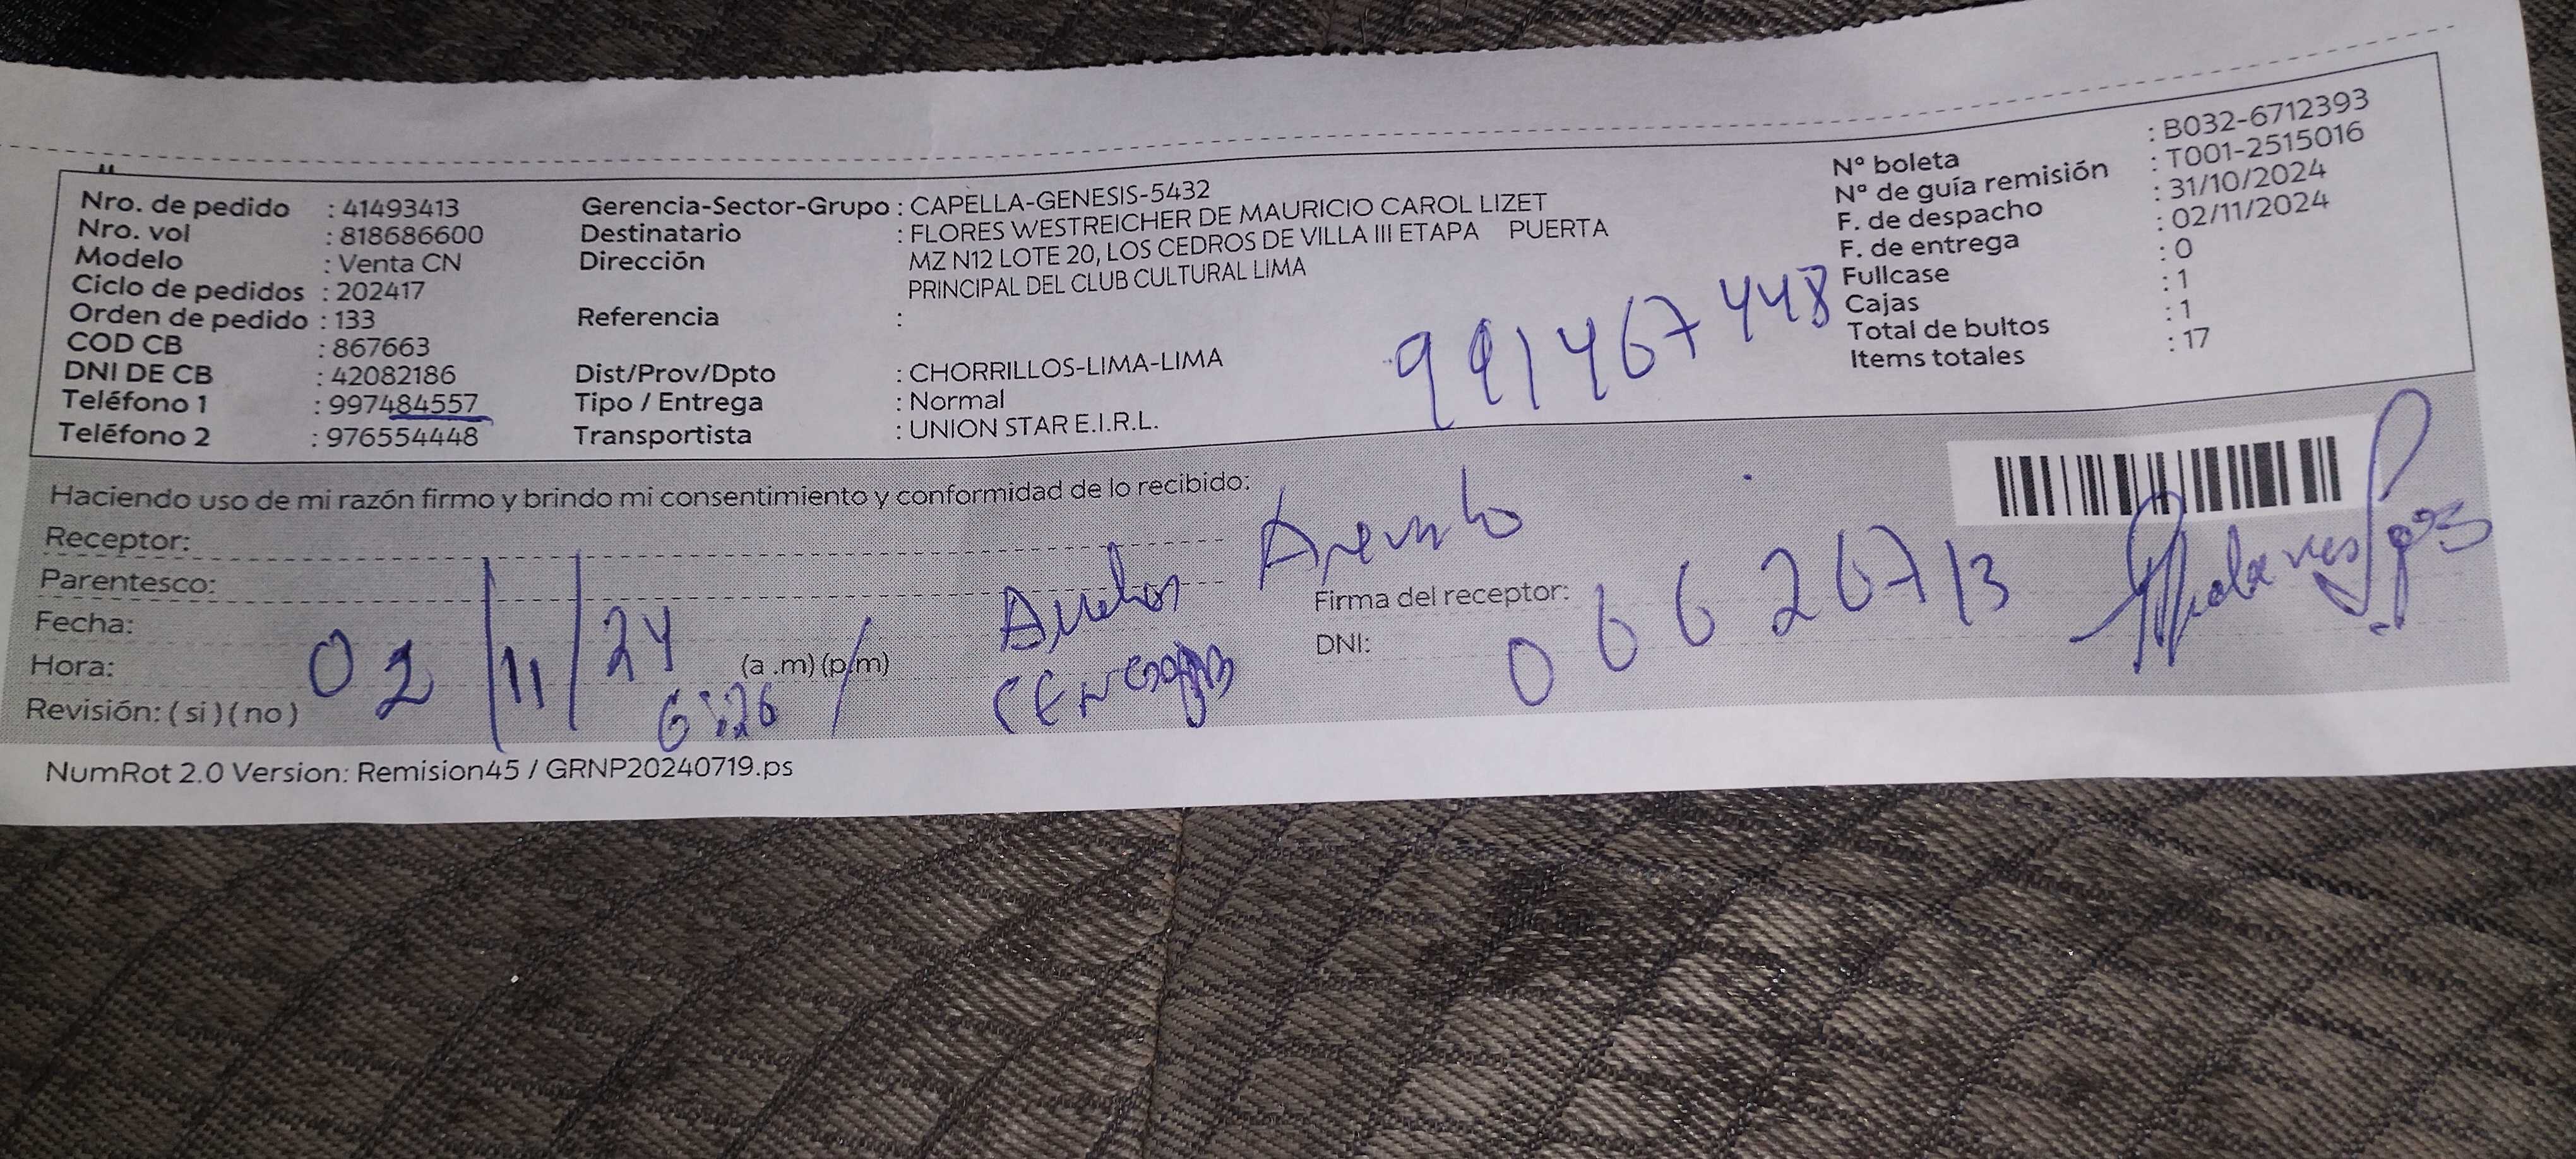 Nro. de pedido : 41493413
Nro. vol : 818686600
Modelo : Venta CN
Ciclo de pedidos : 202417
Orden de pedido : 133
COD CB : 867663
DNI DE CB : 42082186
Teléfono 1 : 997484557
Teléfono 2 : 976554448
Gerencia-Sector-Grupo : CAPELLA-GENESIS-5432
Destinatario : FLORES WESTREICHER DE MAURICIO CAROL LIZET
Dirección : MZ N12 LOTE 20, LOS CEDROS DE VILLA III ETAPA PUERTA
PRINCIPAL DEL CLUB CULTURAL LIMA
Referencia :
Dist/Prov/Dpto : CHORRILLOS-LIMA-LIMA
Tipo / Entrega : Normal
Transportista : UNION STAR E.I.R.L.
991467448
Nº boleta : B032-6712393
Nº de guía remisión : T001-2515016
F. de despacho : 31/10/2024
F. de entrega : 02/11/2024
Fullcase : 0
Cajas : 1
Total de bultos : 1
Items totales : 17
Haciendo uso de mi razón firmo y brindo mi consentimiento y conformidad de lo recibido:
Receptor:
Parentesco:
Fecha: 02/11/24
Hora: 6:26 (a .m) (p/m)
Revisión: ( si ) ( no )
Arevalo
Firma del receptor:
DNI: 06626713
NumRot 2.0 Version: Remision45 / GRNP20240719.ps